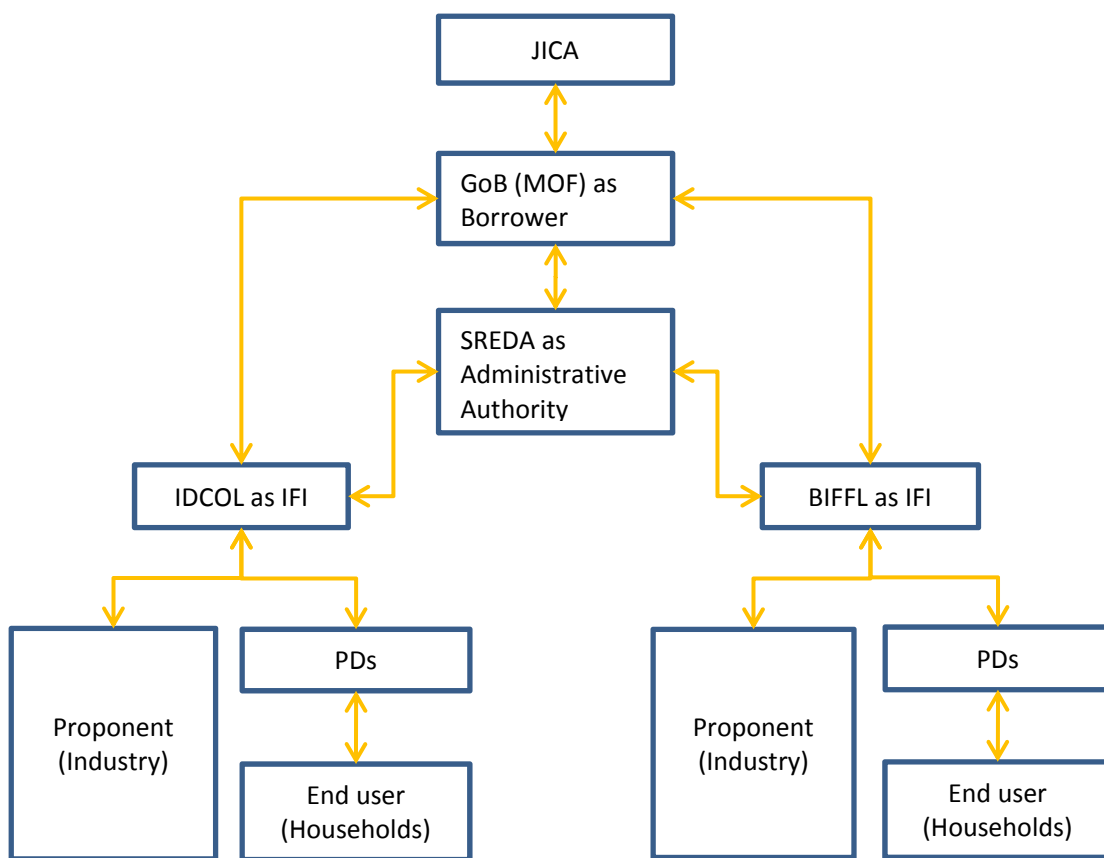 JICA
GoB (MOF) as
Borrower
SREDA as
Administrative
Authority
IDCOL as IFI
BIFFL as IFI
Proponent
(Industry)
PDs
End user
(Households)
Proponent
(Industry)
PDs
End user
(Households)